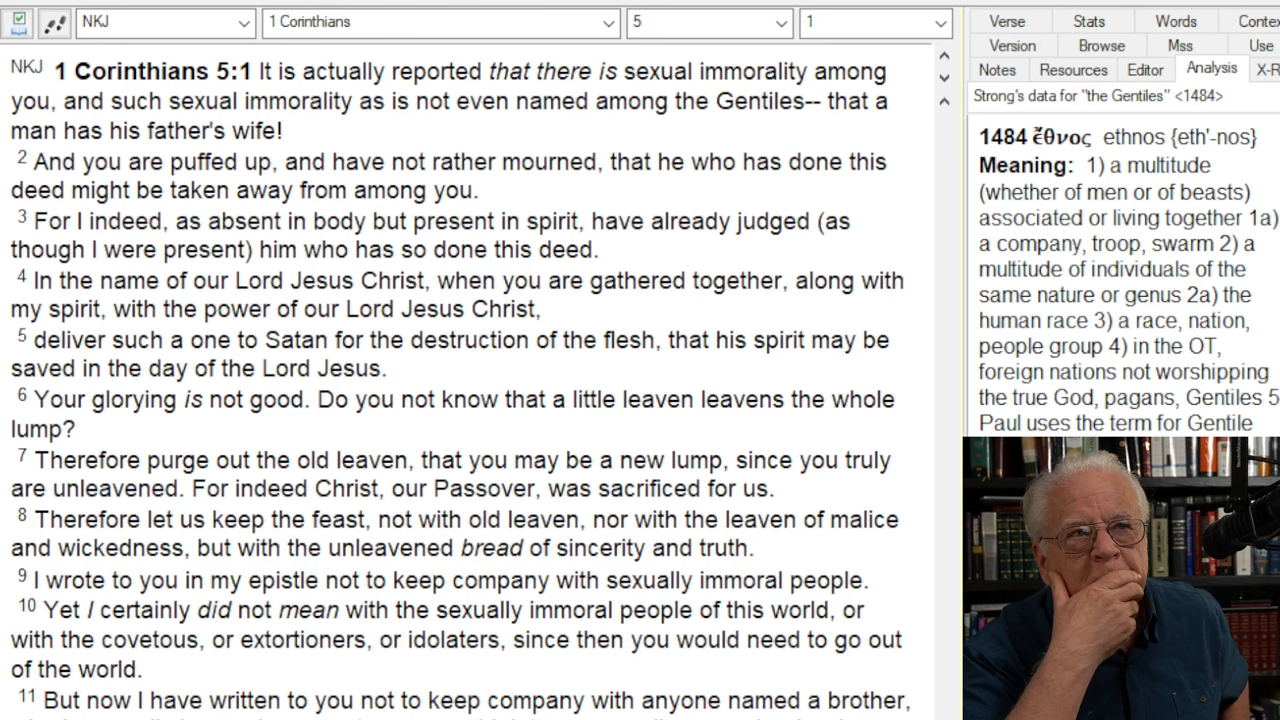 NKJ 1 Corinthians 5 1
NKJ 1 Corinthians 5:1 It is actually reported that there is sexual immorality among
you, and such sexual immorality as is not even named among the Gentiles-- that a
man has his father's wife!
2 And you are puffed up, and have not rather mourned, that he who has done this
deed might be taken away from among you.
3 For I indeed, as absent in body but present in spirit, have already judged (as
though I were present) him who has so done this deed.
4 In the name of our Lord Jesus Christ, when you are gathered together, along with
my spirit, with the power of our Lord Jesus Christ,
5 deliver such a one to Satan for the destruction of the flesh, that his spirit may be
saved in the day of the Lord Jesus.
6 Your glorying is not good. Do you not know that a little leaven leavens the whole
lump?
7 Therefore purge out the old leaven, that you may be a new lump, since you truly
are unleavened. For indeed Christ, our Passover, was sacrificed for us.
8 Therefore let us keep the feast, not with old leaven, nor with the leaven of malice
and wickedness, but with the unleavened bread of sincerity and truth.
9 I wrote to you in my epistle not to keep company with sexually immoral people.
10 Yet I certainly did not mean with the sexually immoral people of this world, or
with the covetous, or extortioners, or idolaters, since then you would need to go out
of the world.
11 But now I have written to you not to keep company with anyone named a brother,
Verse Stats Words Contex
Version Browse Mss Use
Notes Resources Editor Analysis X-R
Strong's data for "the Gentiles" <1484>
1484 ἔθνος ethnos {eth'-nos}
Meaning: 1) a multitude
(whether of men or of beasts)
associated or living together 1a)
a company, troop, swarm 2) a
multitude of individuals of the
same nature or genus 2a) the
human race 3) a race, nation,
people group 4) in the OT,
foreign nations not worshipping
the true God, pagans, Gentiles 5
Paul uses the term for Gentile